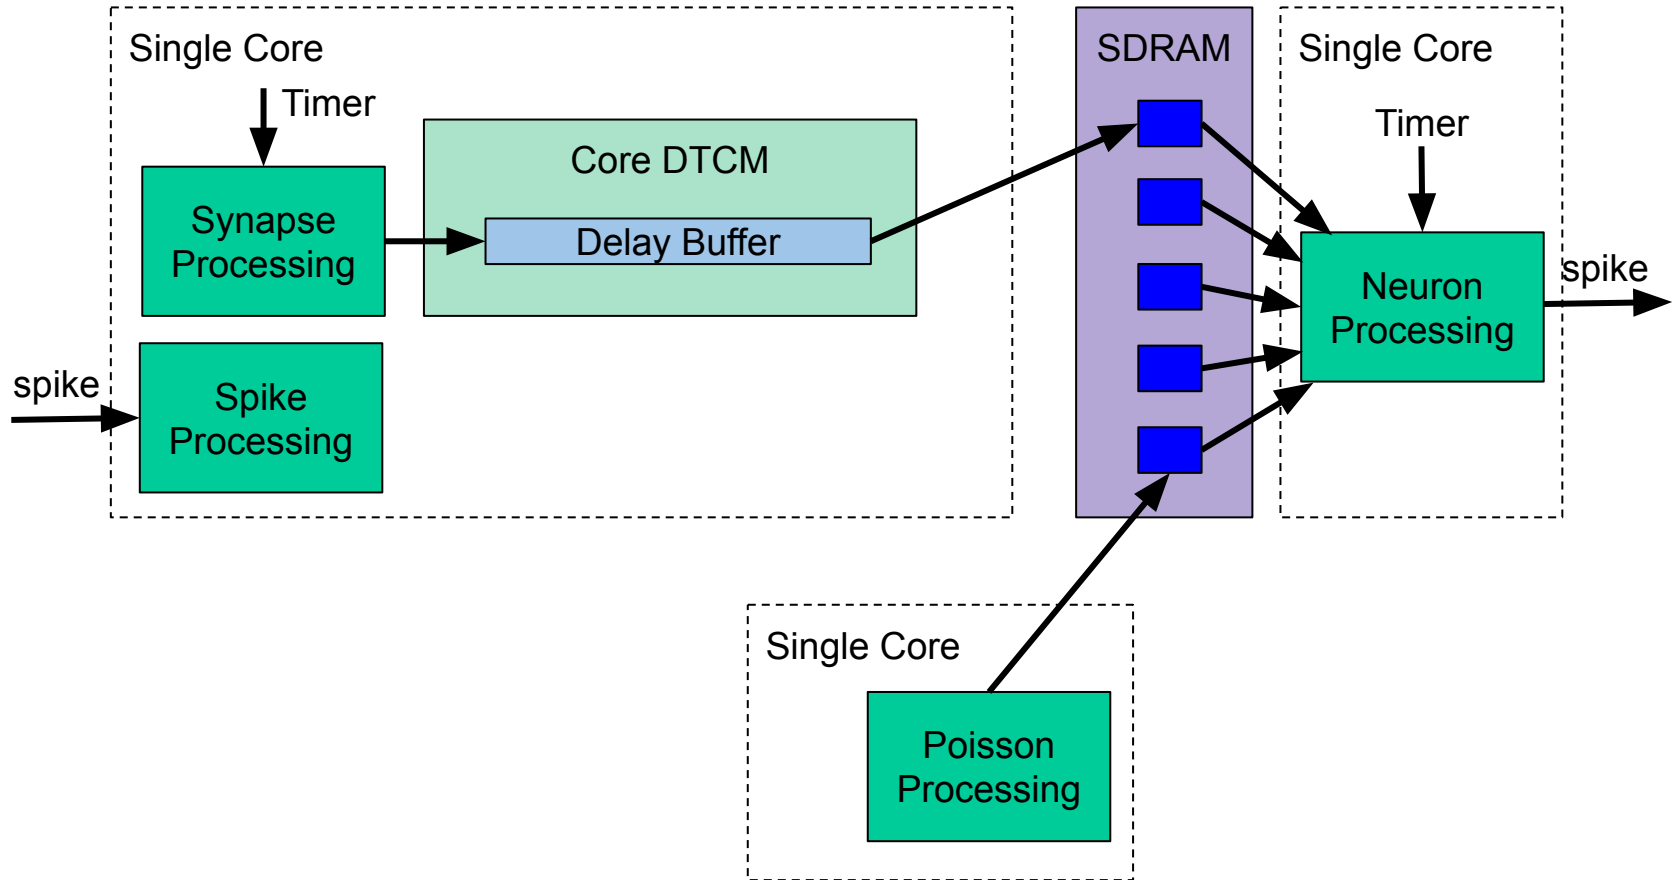 Single Core
Timer
Synapse
Processing
Core DTCM
Delay Buffer
spike
Spike
Processing
SDRAM
Single Core
Timer
Neuron
Processing
spike
Single Core
Poisson
Processing